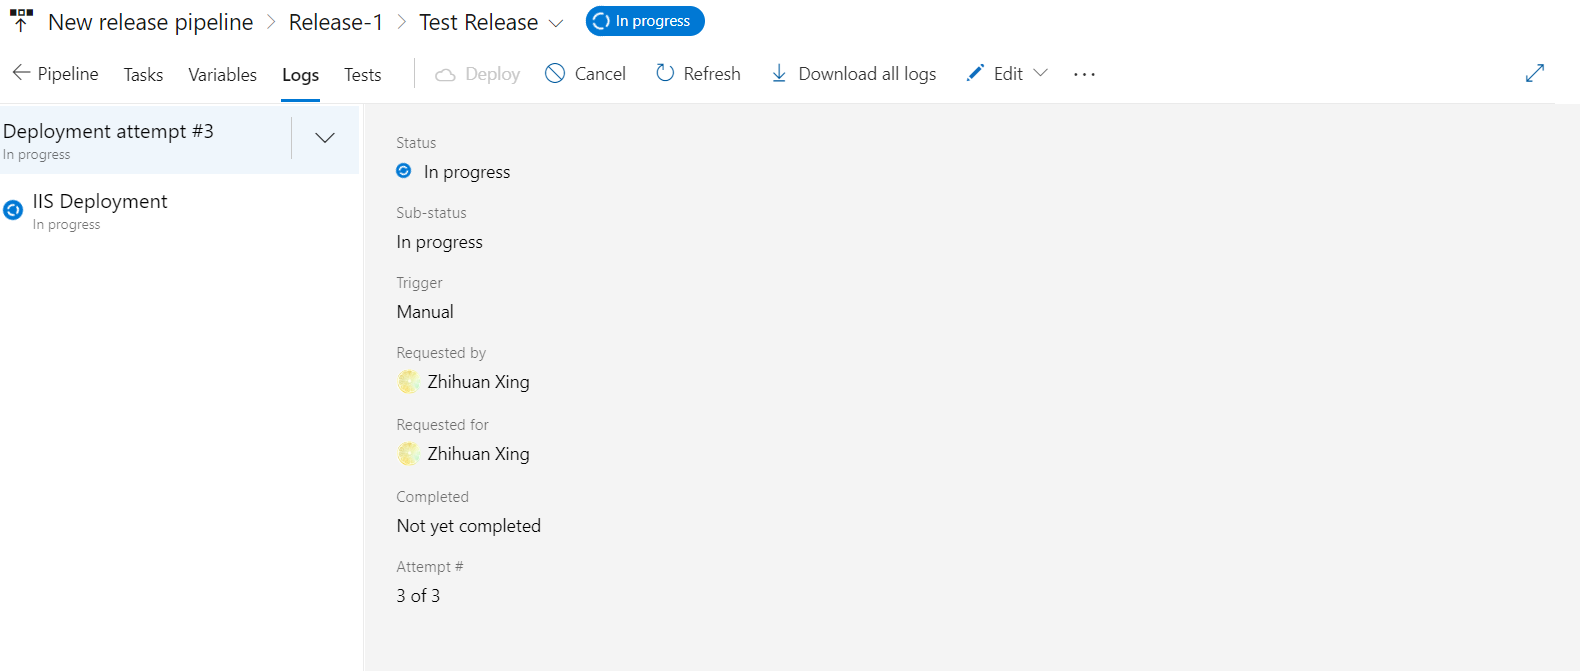 New release pipeline > Release-1 > Test Release In progress
Pipeline Tasks Variables Logs Tests Deploy Cancel Refresh Download all logs Edit ...
Deployment attempt #3
In progress
IIS Deployment
In progress
Status
In progress
Sub-status
In progress
Trigger
Manual
Requested by
Zhihuan Xing
Requested for
Zhihuan Xing
Completed
Not yet completed
Attempt #
3 of 3